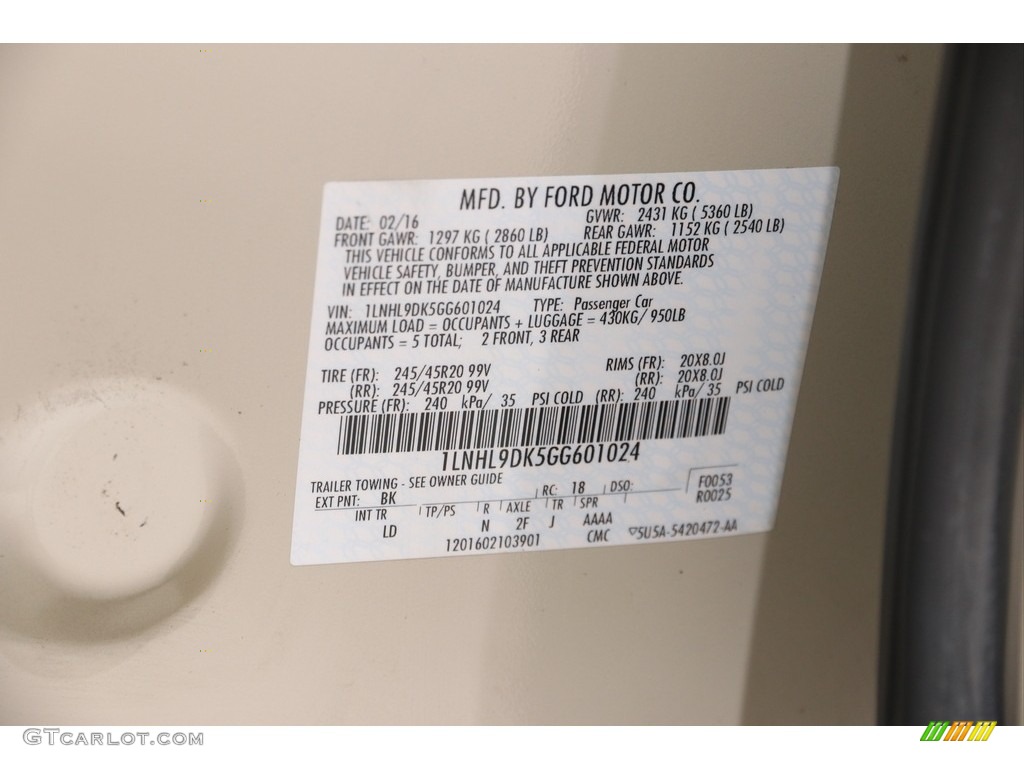 MFD. BY FORD MOTOR CO.
DATE: 02/16 GVWR: 2431 KG ( 5360 LB)
FRONT GAWR: 1297 KG ( 2860 LB) REAR GAWR: 1152 KG ( 2540 LB)
THIS VEHICLE CONFORMS TO ALL APPLICABLE FEDERAL MOTOR
VEHICLE SAFETY, BUMPER, AND THEFT PREVENTION STANDARDS
IN EFFECT ON THE DATE OF MANUFACTURE SHOWN ABOVE.
VIN: 1LNHL9DK5GG601024 TYPE: Passenger Car
MAXIMUM LOAD = OCCUPANTS + LUGGAGE = 430KG/ 950LB
OCCUPANTS = 5 TOTAL; 2 FRONT, 3 REAR
TIRE (FR): 245/45R20 99V RIMS (FR): 20X8.0J
(RR): 245/45R20 99V (RR): 20X8.0J
PRESSURE (FR): 240 kPa/ 35 PSI COLD (RR): 240 kPa/ 35 PSI COLD
1LNHL9DK5GG601024
TRAILER TOWING - SEE OWNER GUIDE
EXT PNT: BK RC: 18 DSO: F0053
INT TR TP/PS R AXLE TR SPR R0025
LD N 2F J AAAA
1201602103901 CMC 5U5A-5420472-AA
GTcarlot.com